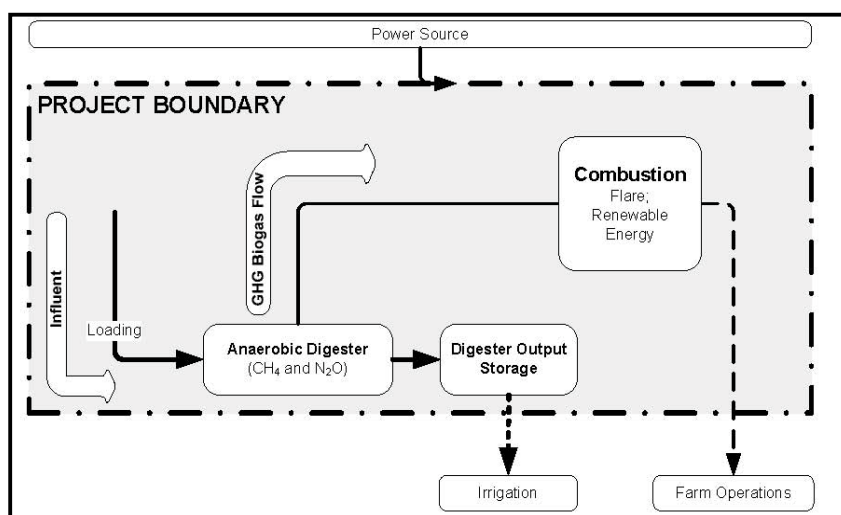 Power Source
PROJECT BOUNDARY
GHG Biogas Flow
Combustion
Flare;
Renewable
Energy
Influent
Loading
Anaerobic Digester
(CH₄ and N₂O)
Digester Output
Storage
Irrigation
Farm Operations